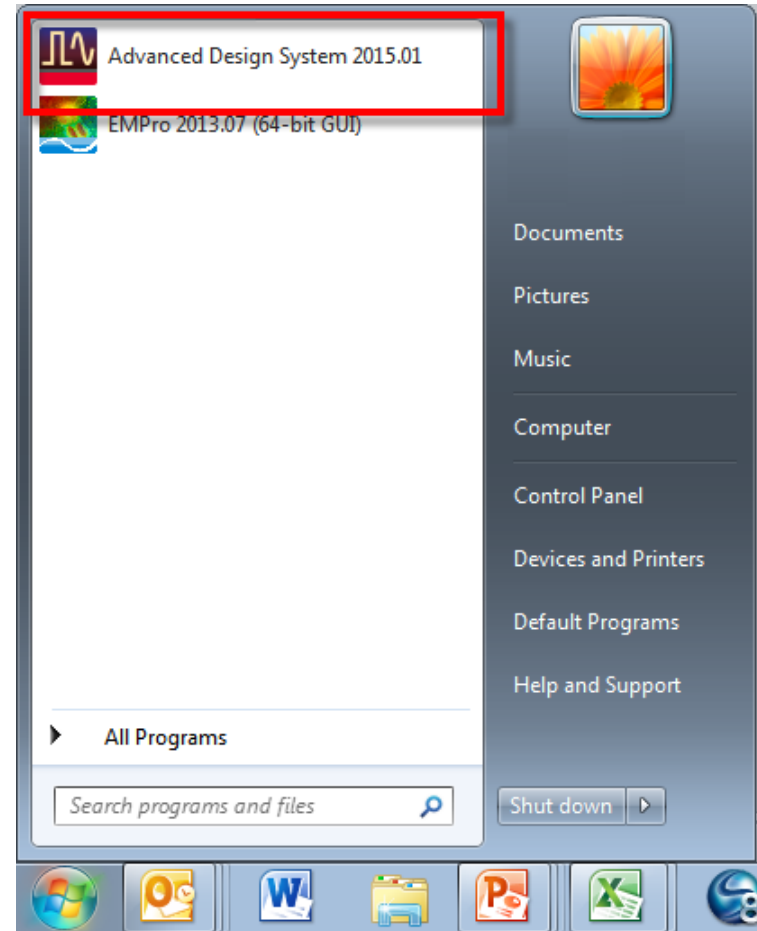 Advanced Design System 2015.01
EMPro 2013.07 (64-bit GUI)
Documents
Pictures
Music
Computer
Control Panel
Devices and Printers
Default Programs
Help and Support
All Programs
Search programs and files
Shut down